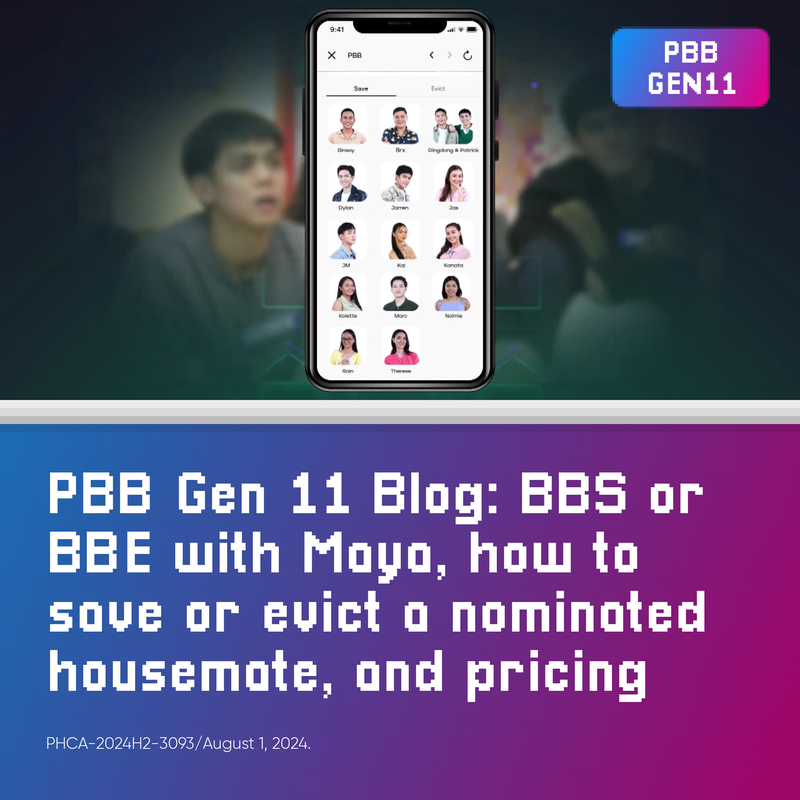 9:41
PBB
PBB
GEN11
Save Evict
Binsoy Brx Dingdong & Patrick
Dylan Jarren Jas
JM Kai Kanata
Kolette Marc Noimie
Rain Therese
PBB Gen 11 Blog: BBS or
BBE with Maya, how to
save or evict a nominated
housemate, and pricing
PHCA-2024H2-3093/August 1, 2024.